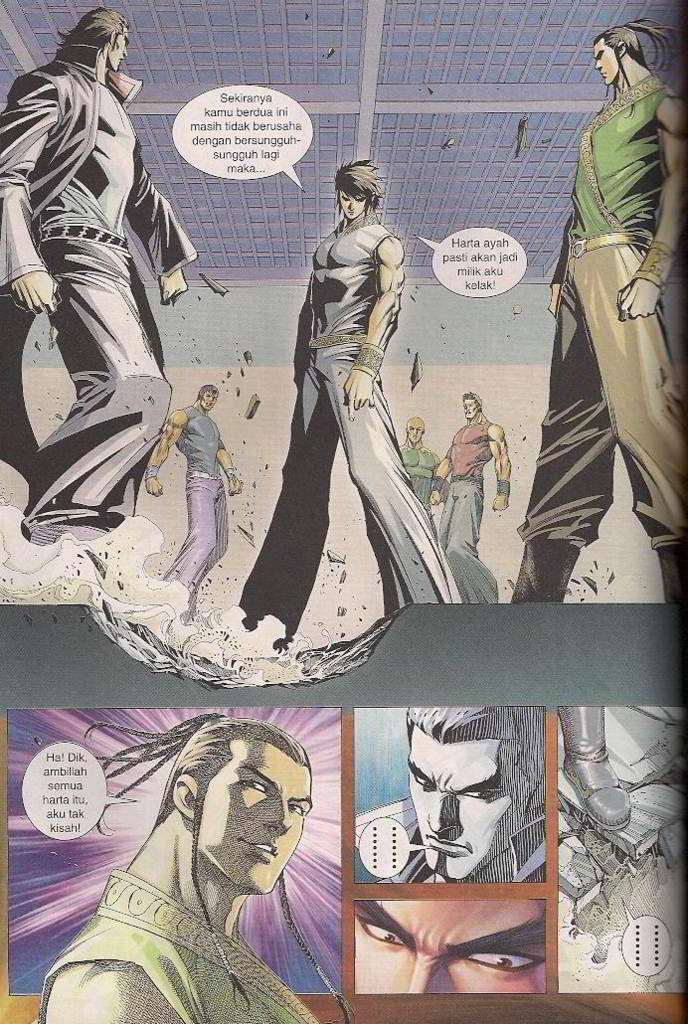 Sekiranya
kamu berdua ini
masih tidak berusaha
dengan bersungguh-
sungguh lagi
maka...
Harta ayah
pasti akan jadi
milik aku
kelak!
Ha! Dik,
ambillah
semua
harta itu,
aku tak
kisah!